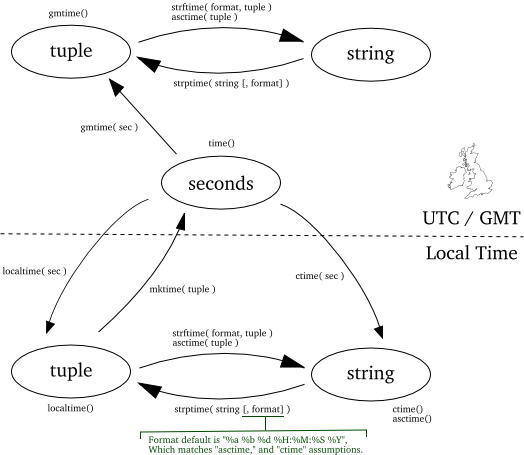 gmtime()
strftime( format, tuple )
asctime( tuple )
tuple
string
strptime( string [, format] )
gmtime( sec )
time()
seconds
UTC / GMT
Local Time
localtime( sec )
mktime( tuple )
ctime( sec )
strftime( format, tuple )
asctime( tuple )
tuple
string
localtime()
strptime( string [, format] )
ctime()
asctime()
Format default is "%a %b %d %H:%M:%S %Y",
Which matches "asctime," and "ctime" assumptions.